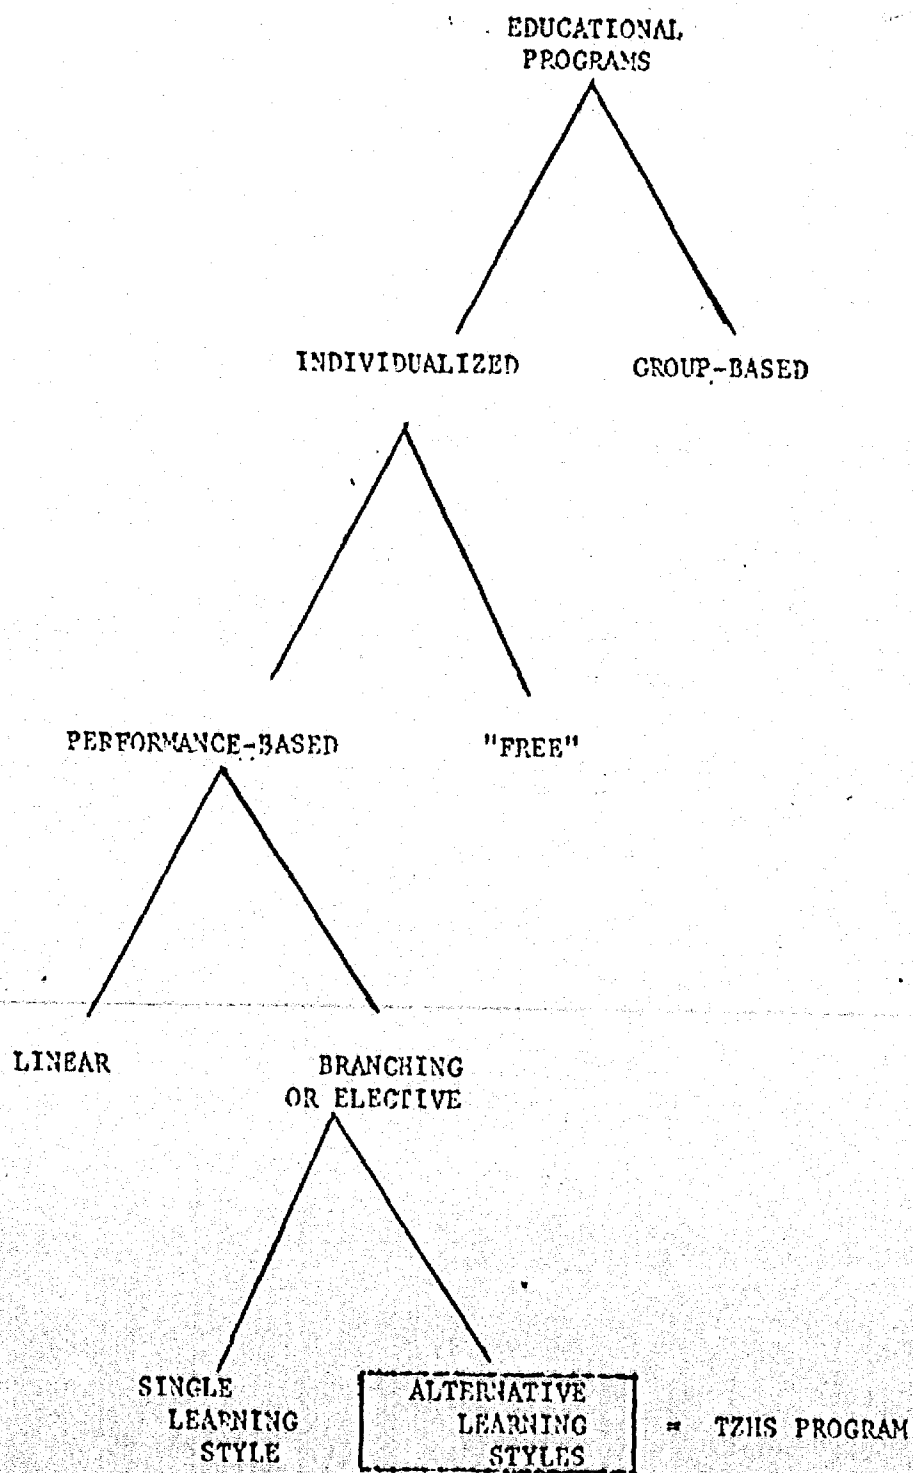 EDUCATIONAL
PROGRAMS
INDIVIDUALIZED
GROUP-BASED
PERFORMANCE-BASED
"FREE"
LINEAR
BRANCHING
OR ELECTIVE
SINGLE
LEARNING
STYLE
ALTERNATIVE
LEARNING
STYLES
= TZHS PROGRAM